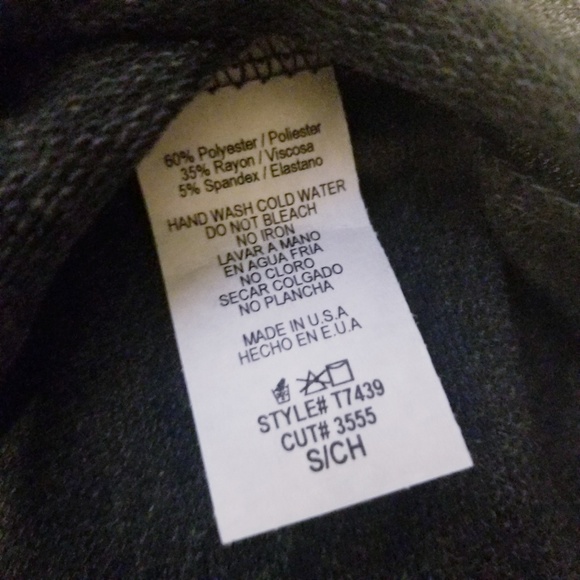 60% Polyester / Poliester
35% Rayon / Viscosa
5% Spandex / Elastano
HAND WASH COLD WATER
DO NOT BLEACH
NO IRON
LAVAR A MANO
EN AGUA FRIA
NO CLORO
SECAR COLGADO
NO PLANCHA
MADE IN U.S.A
HECHO EN E.U.A
STYLE# T7439
CUT# 3555
S/CH